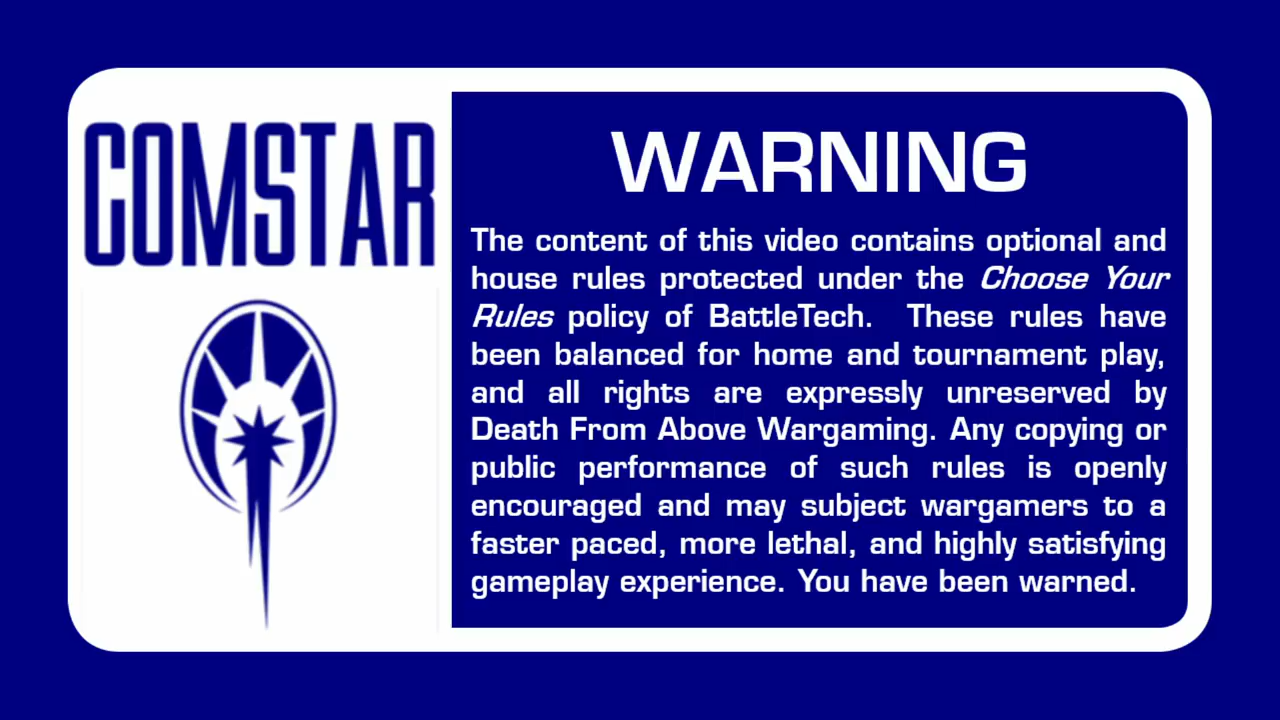 COMSTAR
WARNING
The content of this video contains optional and
house rules protected under the Choose Your
Rules policy of BattleTech. These rules have
been balanced for home and tournament play,
and all rights are expressly unreserved by
Death From Above Wargaming. Any copying or
public performance of such rules is openly
encouraged and may subject wargamers to a
faster paced, more lethal, and highly satisfying
gameplay experience. You have been warned.